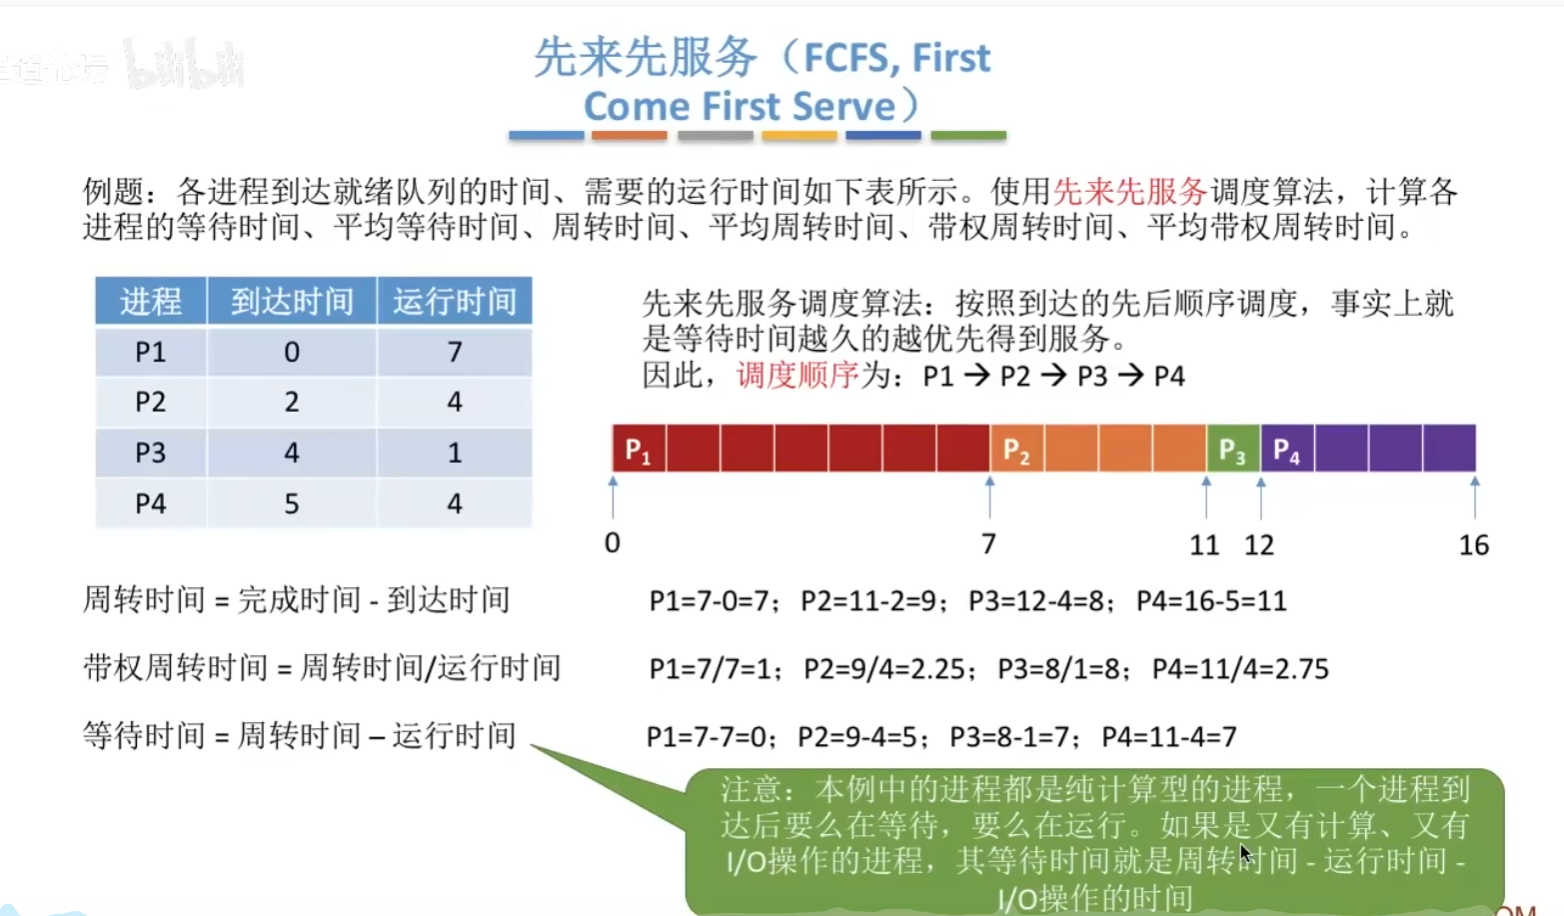 道论坛 bilibili
先来先服务（FCFS, First
Come First Serve）
例题：各进程到达就绪队列的时间、需要的运行时间如下表所示。使用先来先服务调度算法，计算各
进程的等待时间、平均等待时间、周转时间、平均周转时间、带权周转时间、平均带权周转时间。
进程 到达时间 运行时间
P1 0 7
P2 2 4
P3 4 1
P4 5 4
先来先服务调度算法：按照到达的先后顺序调度，事实上就
是等待时间越久的越优先得到服务。
因此，调度顺序为：P1 → P2 → P3 → P4
P1 P2 P3 P4
0 7 11 12 16
周转时间 = 完成时间 - 到达时间
P1=7-0=7；P2=11-2=9；P3=12-4=8；P4=16-5=11
带权周转时间 = 周转时间/运行时间
P1=7/7=1；P2=9/4=2.25；P3=8/1=8；P4=11/4=2.75
等待时间 = 周转时间 – 运行时间
P1=7-7=0；P2=9-4=5；P3=8-1=7；P4=11-4=7
注意：本例中的进程都是纯计算型的进程，一个进程到
达后要么在等待，要么在运行。如果是又有计算、又有
I/O操作的进程，其等待时间就是周转时间 - 运行时间 -
I/O操作的时间